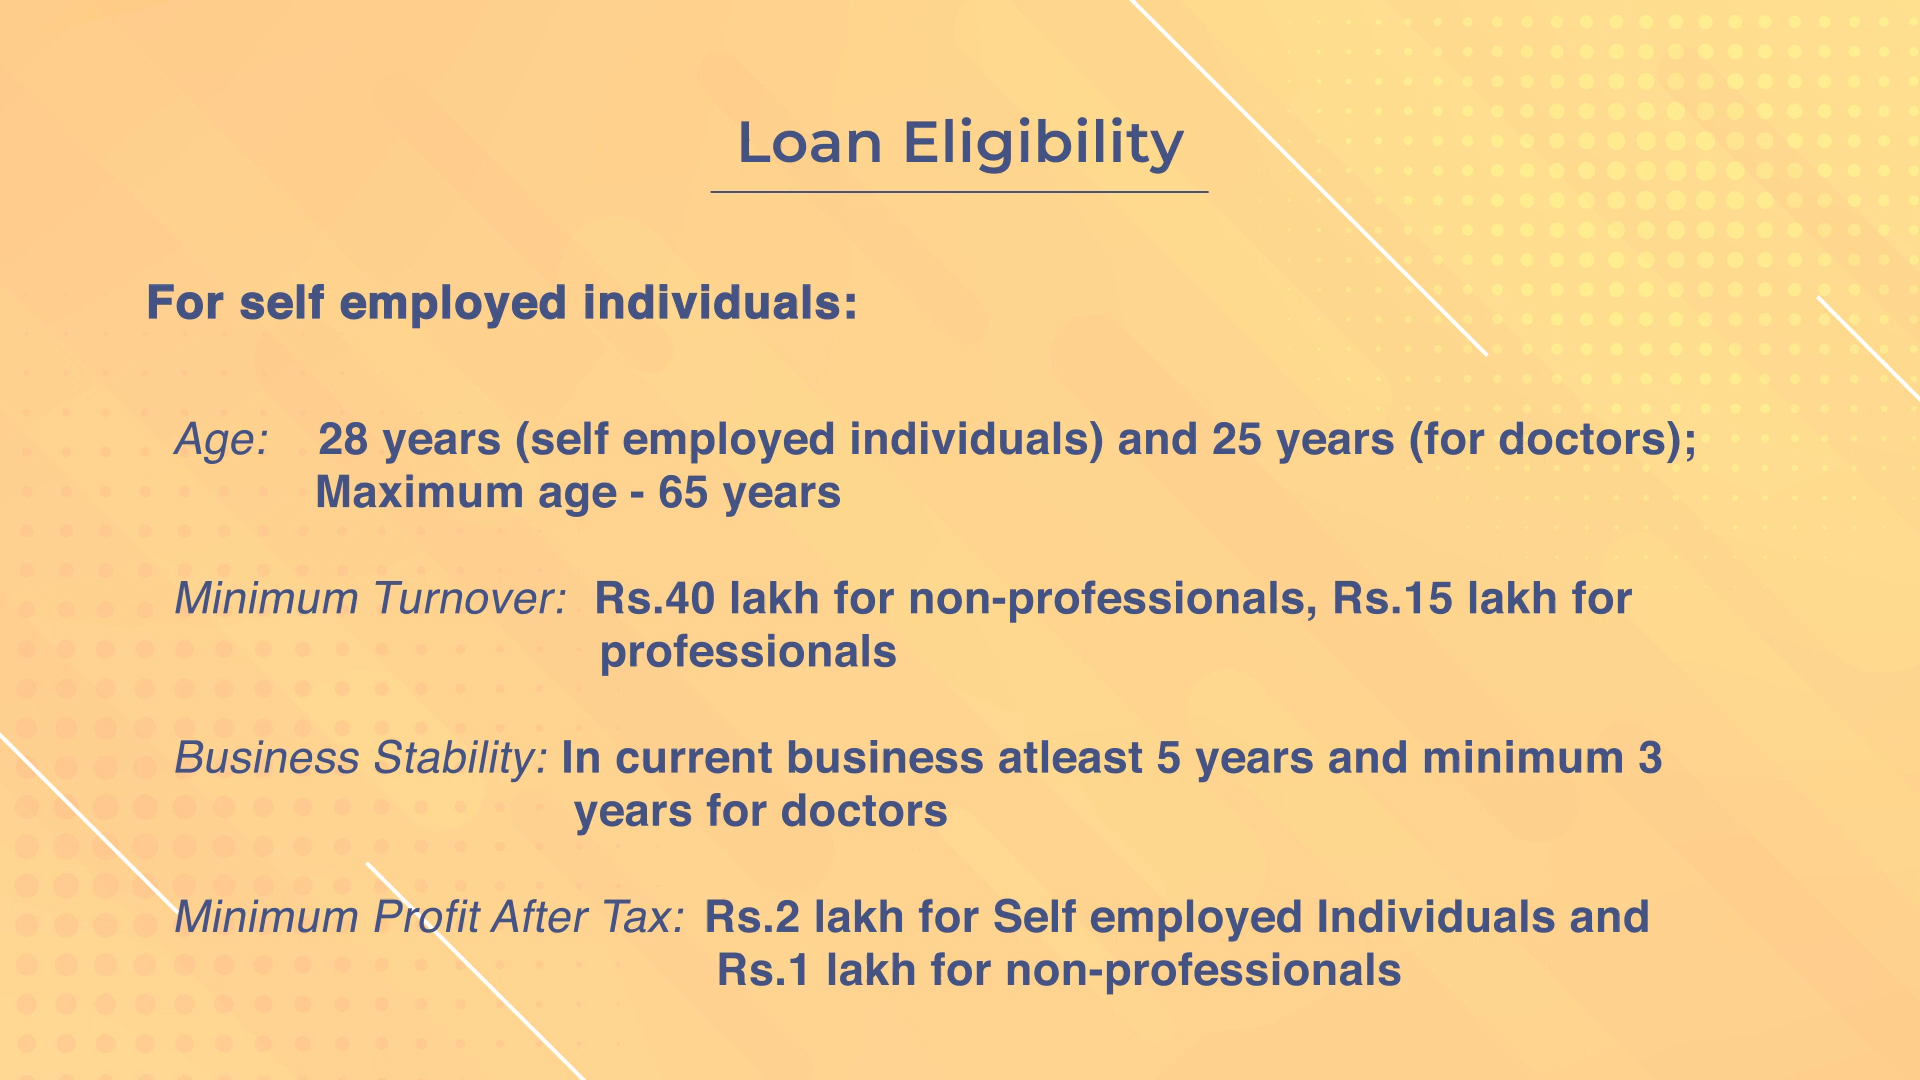 Loan Eligibility
For self employed individuals:
Age: 28 years (self employed individuals) and 25 years (for doctors);
Maximum age - 65 years
Minimum Turnover: Rs.40 lakh for non-professionals, Rs.15 lakh for
professionals
Business Stability: In current business atleast 5 years and minimum 3
years for doctors
Minimum Profit After Tax: Rs.2 lakh for Self employed Individuals and
Rs.1 lakh for non-professionals